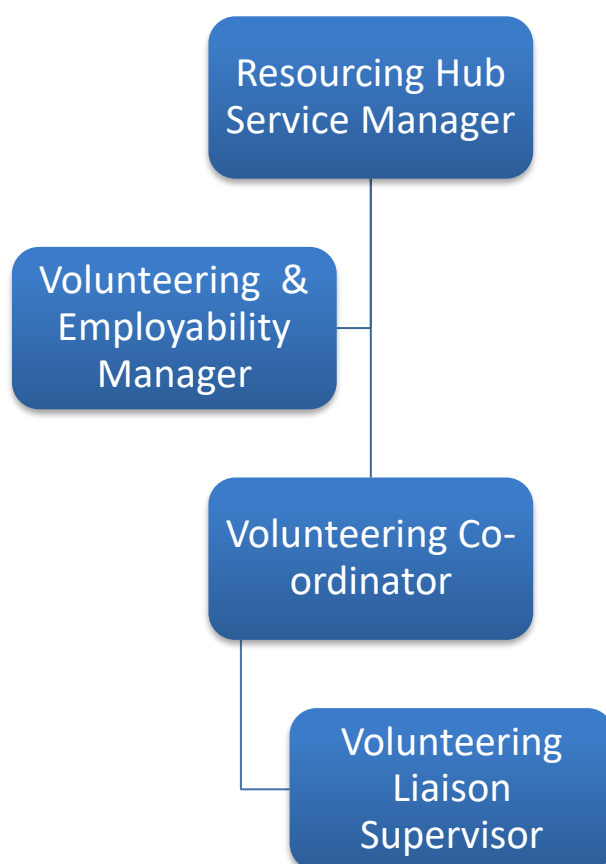 Resourcing Hub
Service Manager
Volunteering &
Employability
Manager
Volunteering Co-
ordinator
Volunteering
Liaison
Supervisor